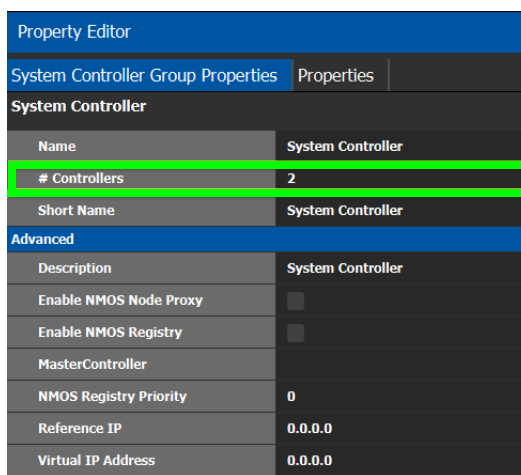 Property Editor
System Controller Group Properties Properties
System Controller
Name System Controller
# Controllers 2
Short Name System Controller
Advanced
Description System Controller
Enable NMOS Node Proxy
Enable NMOS Registry
MasterController
NMOS Registry Priority 0
Reference IP 0.0.0.0
Virtual IP Address 0.0.0.0